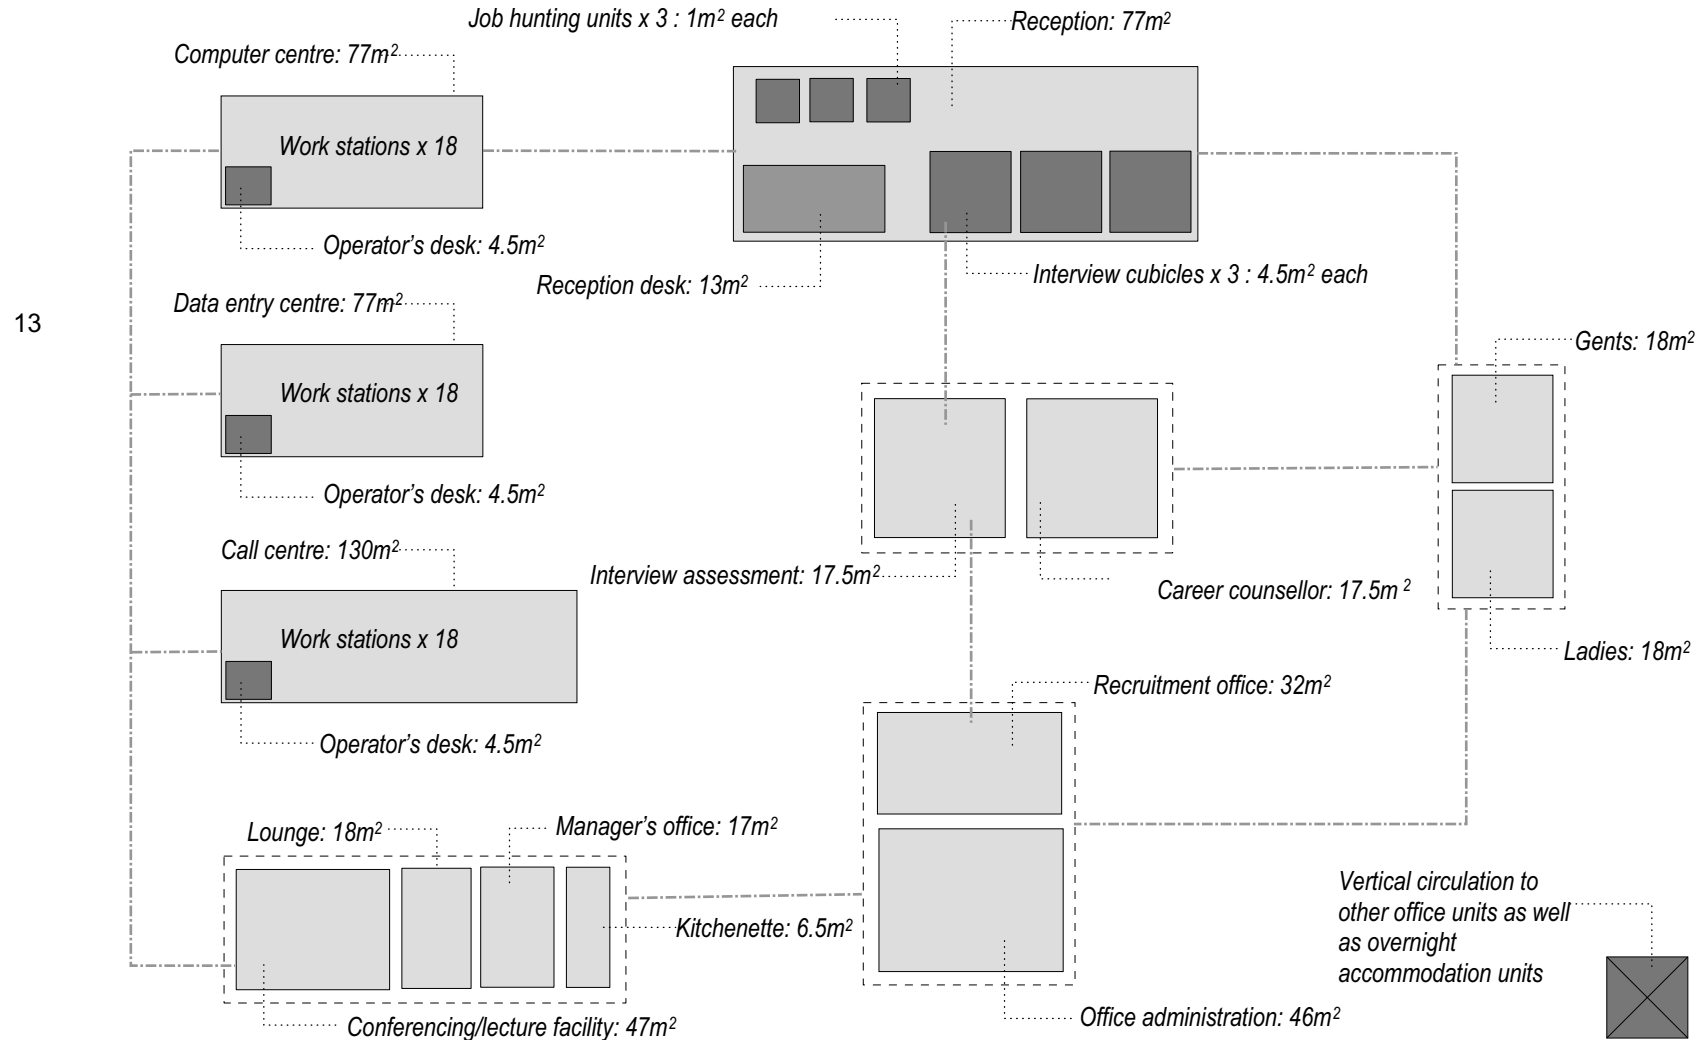 Job hunting units x 3 : 1m² each
Reception: 77m²
Computer centre: 77m²
Work stations x 18
Operator's desk: 4.5m²
Reception desk: 13m²
Interview cubicles x 3 : 4.5m² each
Data entry centre: 77m²
13
Gents: 18m²
Work stations x 18
Operator's desk: 4.5m²
Call centre: 130m²
Interview assessment: 17.5m²
Career counsellor: 17.5m ²
Work stations x 18
Ladies: 18m²
Recruitment office: 32m²
Operator's desk: 4.5m²
Lounge: 18m²
Manager's office: 17m²
Kitchenette: 6.5m²
Vertical circulation to
other office units as well
as overnight
accommodation units
Conferencing/lecture facility: 47m²
Office administration: 46m²